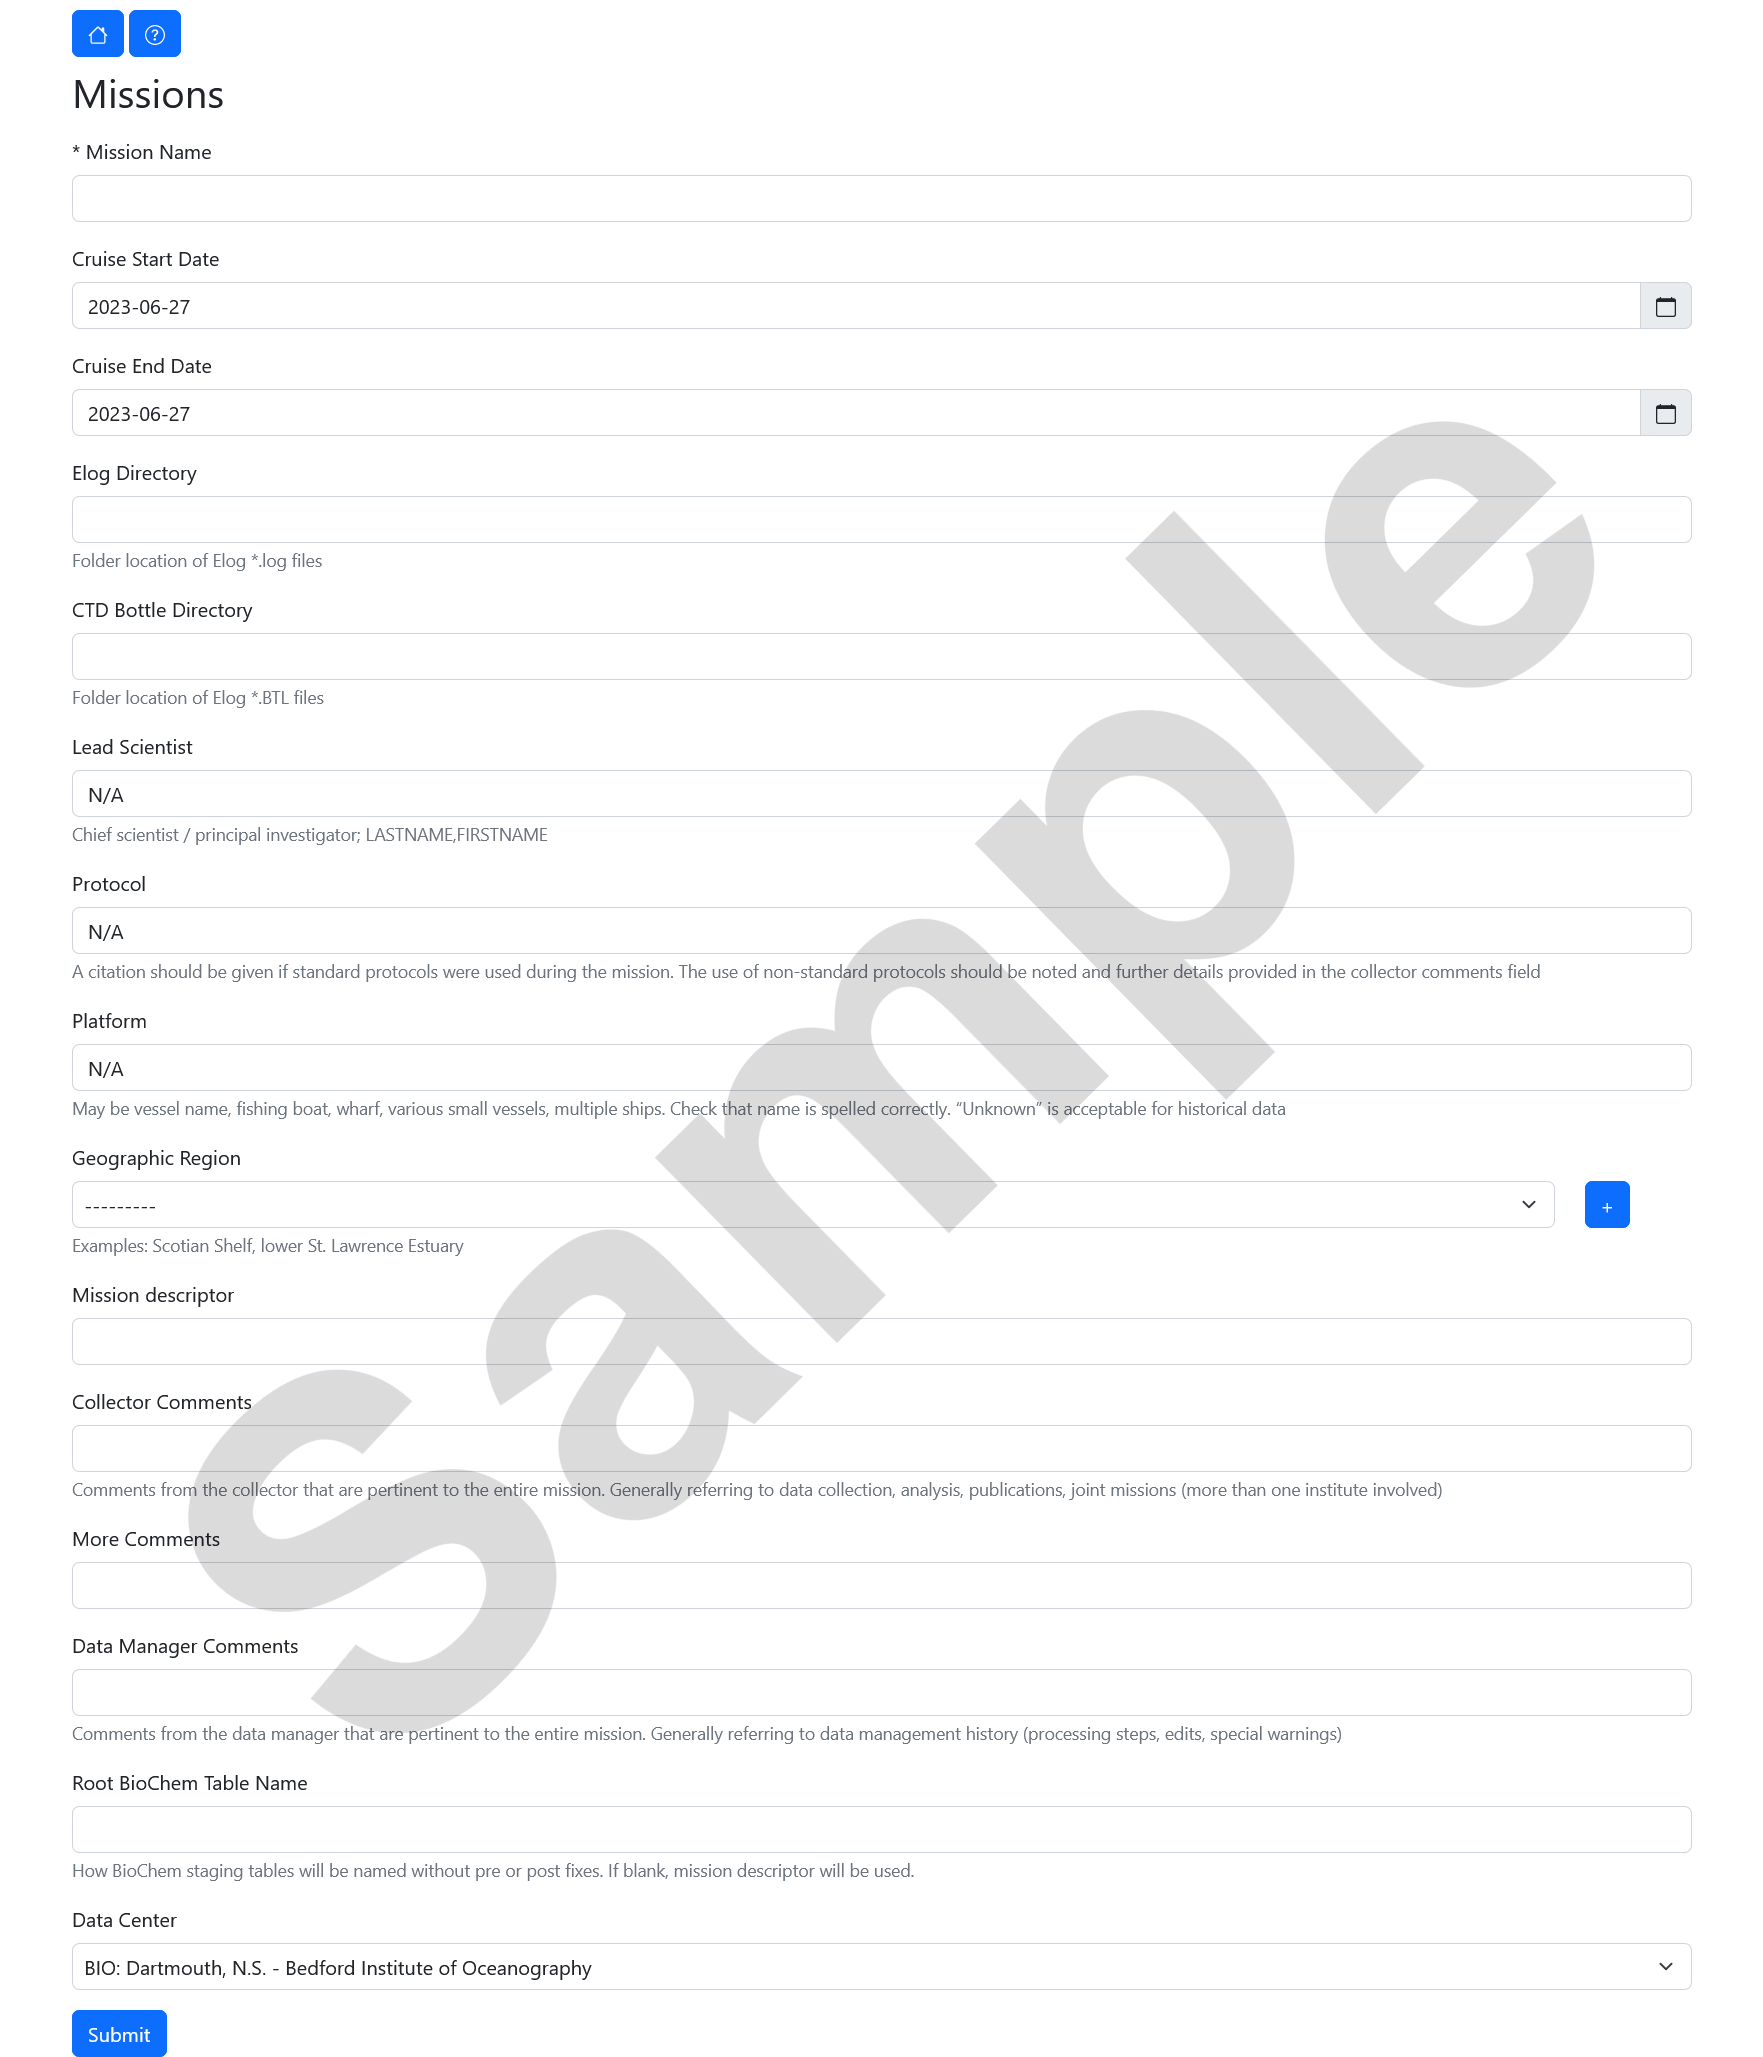 Missions
* Mission Name
Cruise Start Date
2023-06-27
Cruise End Date
2023-06-27
Elog Directory
Folder location of Elog *.log files
CTD Bottle Directory
Folder location of Elog *.BTL files
Lead Scientist
N/A
Chief scientist / principal investigator; LASTNAME,FIRSTNAME
Protocol
N/A
A citation should be given if standard protocols were used during the mission. The use of non-standard protocols should be noted and further details provided in the collector comments field
Platform
N/A
May be vessel name, fishing boat, wharf, various small vessels, multiple ships. Check that name is spelled correctly. “Unknown” is acceptable for historical data
Geographic Region
---------
+
Examples: Scotian Shelf, lower St. Lawrence Estuary
Mission descriptor
Collector Comments
Comments from the collector that are pertinent to the entire mission. Generally referring to data collection, analysis, publications, joint missions (more than one institute involved)
More Comments
Data Manager Comments
Comments from the data manager that are pertinent to the entire mission. Generally referring to data management history (processing steps, edits, special warnings)
Root BioChem Table Name
How BioChem staging tables will be named without pre or post fixes. If blank, mission descriptor will be used.
Data Center
BIO: Dartmouth, N.S. - Bedford Institute of Oceanography
Submit
Sample